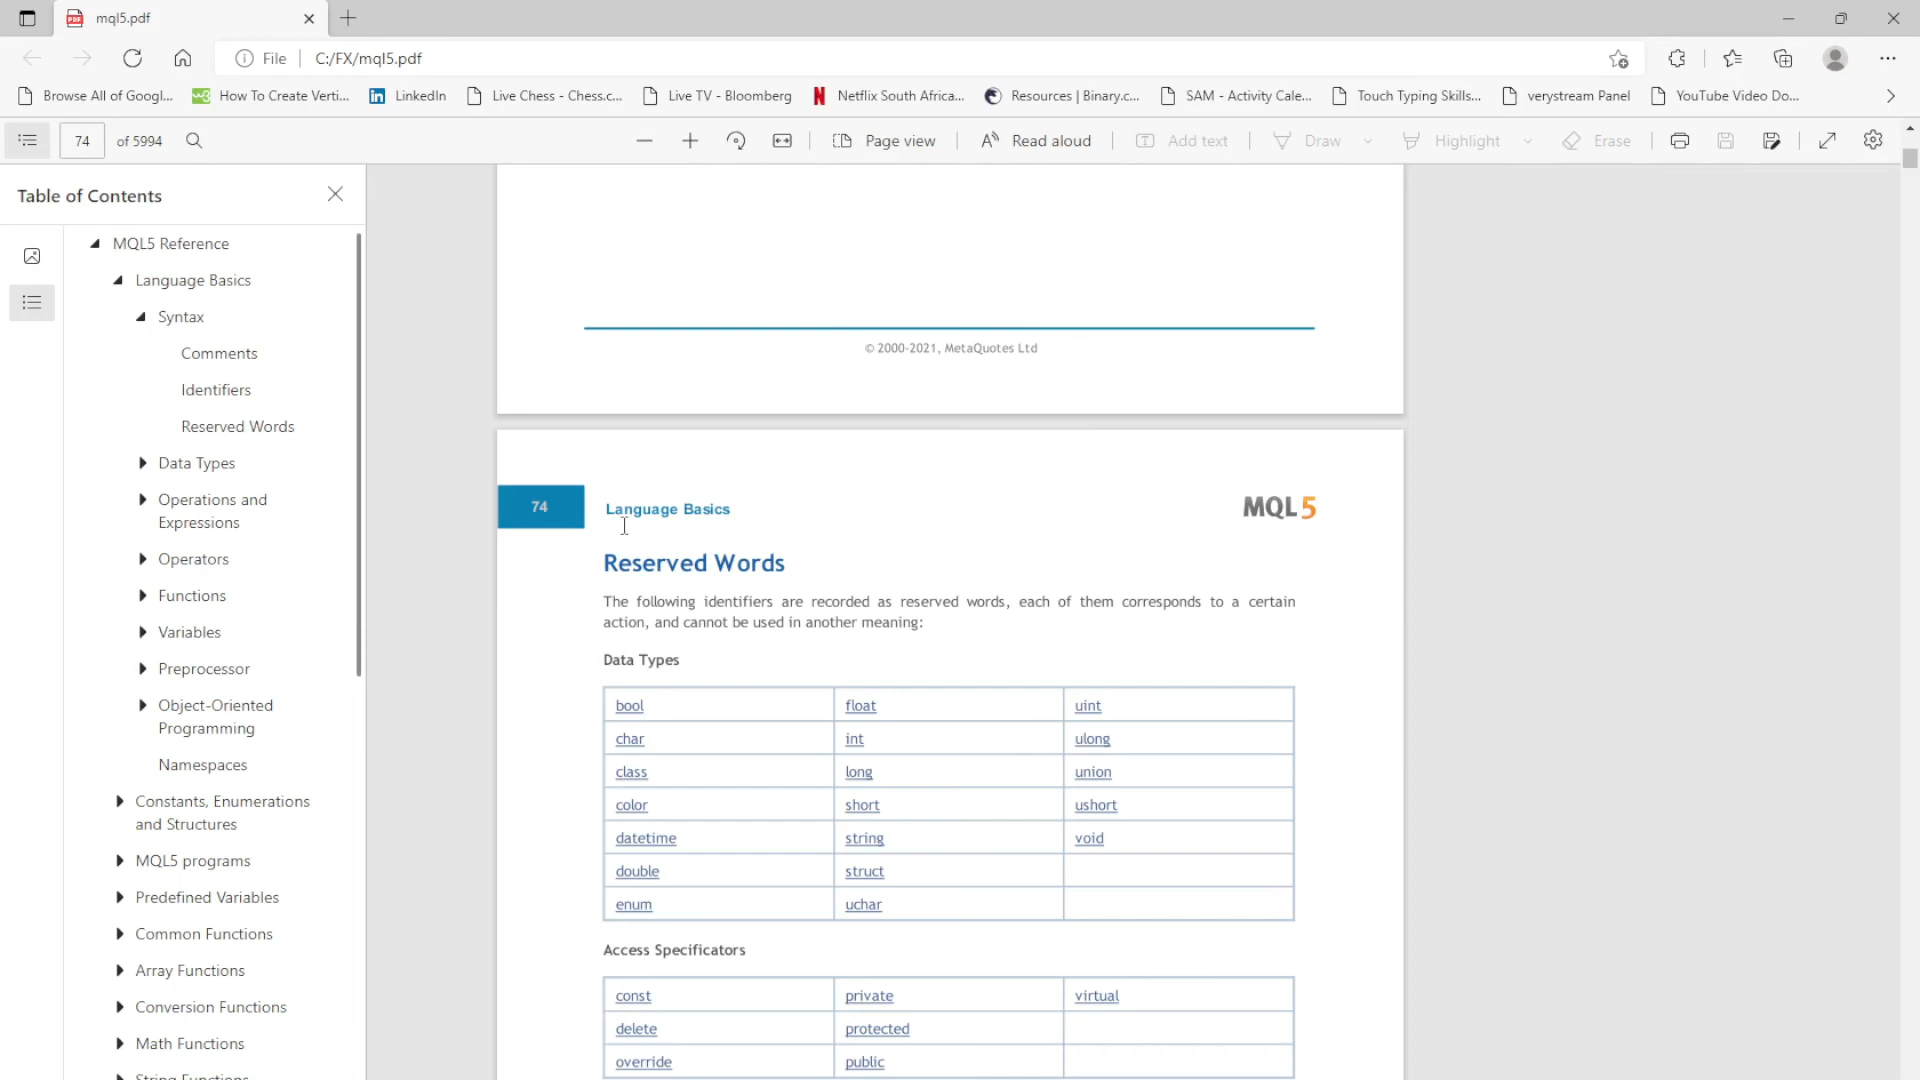 mql5.pdf
File
C:/FX/mql5.pdf
Browse All of Googl...
How To Create Verti...
LinkedIn
Live Chess - Chess.c...
Live TV - Bloomberg
Netflix South Africa...
Resources | Binary.c...
SAM - Activity Cale...
Touch Typing Skills...
verystream Panel
YouTube Video Do...
74 of 5994
Page view
Read aloud
Add text
Draw
Highlight
Erase
Table of Contents
MQL5 Reference
Language Basics
Syntax
Comments
Identifiers
Reserved Words
Data Types
Operations and
Expressions
Operators
Functions
Variables
Preprocessor
Object-Oriented
Programming
Namespaces
Constants, Enumerations
and Structures
MQL5 programs
Predefined Variables
Common Functions
Array Functions
Conversion Functions
Math Functions
String Functions
© 2000-2021, MetaQuotes Ltd
74
Language Basics
MQL5
Reserved Words
The following identifiers are recorded as reserved words, each of them corresponds to a certain
action, and cannot be used in another meaning:
Data Types
bool float uint
char int ulong
class long union
color short ushort
datetime string void
double struct
enum uchar
Access Specificators
const private virtual
delete protected
override public